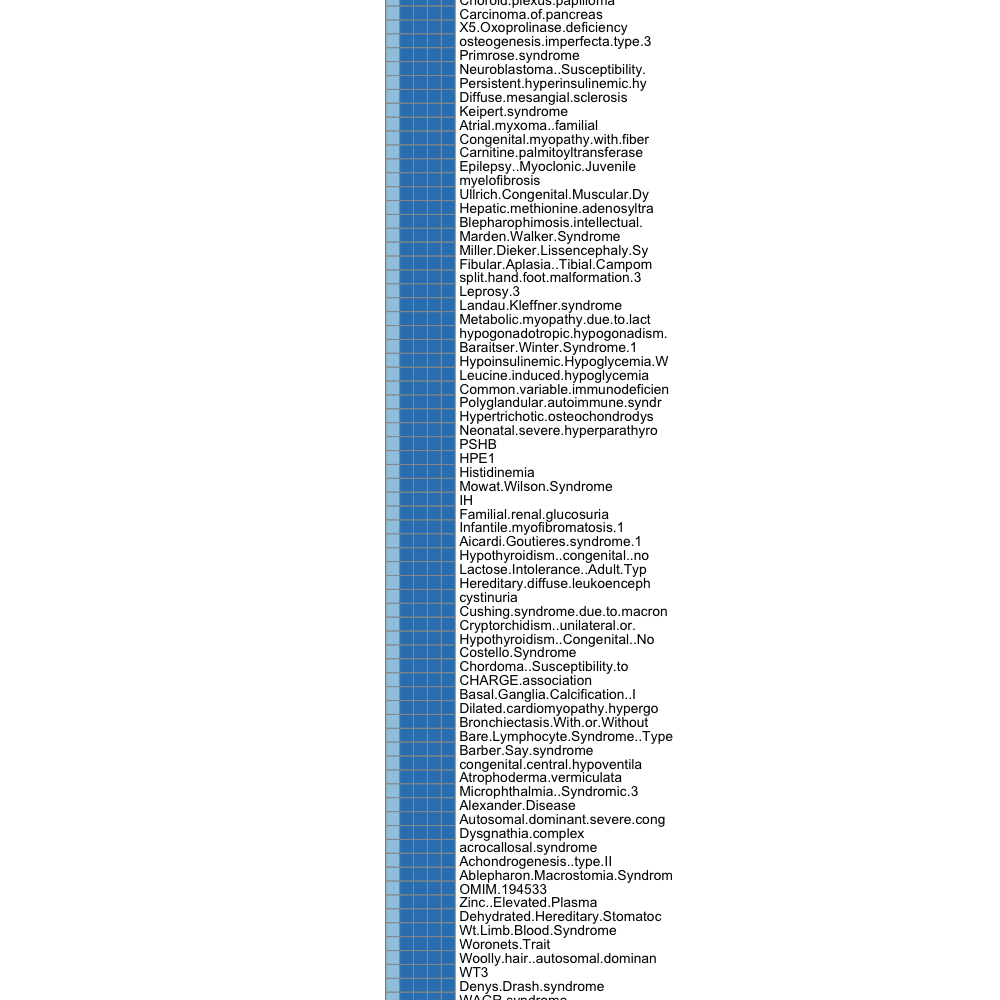 Choroid.plexus.papilloma
Carcinoma.of.pancreas
X5.Oxoprolinase.deficiency
osteogenesis.imperfecta.type.3
Primrose.syndrome
Neuroblastoma..Susceptibility.
Persistent.hyperinsulinemic.hy
Diffuse.mesangial.sclerosis
Keipert.syndrome
Atrial.myxoma..familial
Congenital.myopathy.with.fiber
Carnitine.palmitoyltransferase
Epilepsy..Myoclonic.Juvenile
myelofibrosis
Ullrich.Congenital.Muscular.Dy
Hepatic.methionine.adenosyltra
Blepharophimosis.intellectual.
Marden.Walker.Syndrome
Miller.Dieker.Lissencephaly.Sy
Fibular.Aplasia..Tibial.Campom
split.hand.foot.malformation.3
Leprosy.3
Landau.Kleffner.syndrome
Metabolic.myopathy.due.to.lact
hypogonadotropic.hypogonadism.
Baraitser.Winter.Syndrome.1
Hypoinsulinemic.Hypoglycemia.W
Leucine.induced.hypoglycemia
Common.variable.immunodeficien
Polyglandular.autoimmune.syndr
Hypertrichotic.osteochondrodys
Neonatal.severe.hyperparathyro
PSHB
HPE1
Histidinemia
Mowat.Wilson.Syndrome
IH
Familial.renal.glucosuria
Infantile.myofibromatosis.1
Aicardi.Goutieres.syndrome.1
Hypothyroidism..congenital..no
Lactose.Intolerance..Adult.Typ
Hereditary.diffuse.leukoenceph
cystinuria
Cushing.syndrome.due.to.macron
Cryptorchidism..unilateral.or.
Hypothyroidism..Congenital..No
Costello.Syndrome
Chordoma..Susceptibility.to
CHARGE.association
Basal.Ganglia.Calcification..I
Dilated.cardiomyopathy.hypergo
Bronchiectasis.With.or.Without
Bare.Lymphocyte.Syndrome..Type
Barber.Say.syndrome
congenital.central.hypoventila
Atrophoderma.vermiculata
Microphthalmia..Syndromic.3
Alexander.Disease
Autosomal.dominant.severe.cong
Dysgnathia.complex
acrocallosal.syndrome
Achondrogenesis..type.II
Ablepharon.Macrostomia.Syndrom
OMIM.194533
Zinc..Elevated.Plasma
Dehydrated.Hereditary.Stomatoc
Wt.Limb.Blood.Syndrome
Woronets.Trait
Woolly.hair..autosomal.dominan
WT3
Denys.Drash.syndrome
WAGR.syndrome